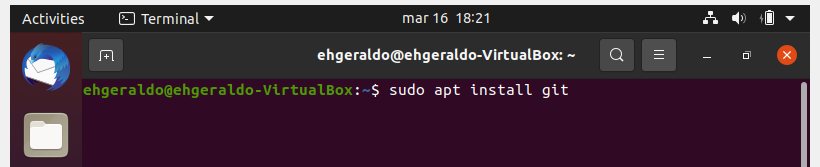 Activities Terminal mar 16 18:21
ehgeraldo@ehgeraldo-VirtualBox: ~
ehgeraldo@ehgeraldo-VirtualBox:~$ sudo apt install git